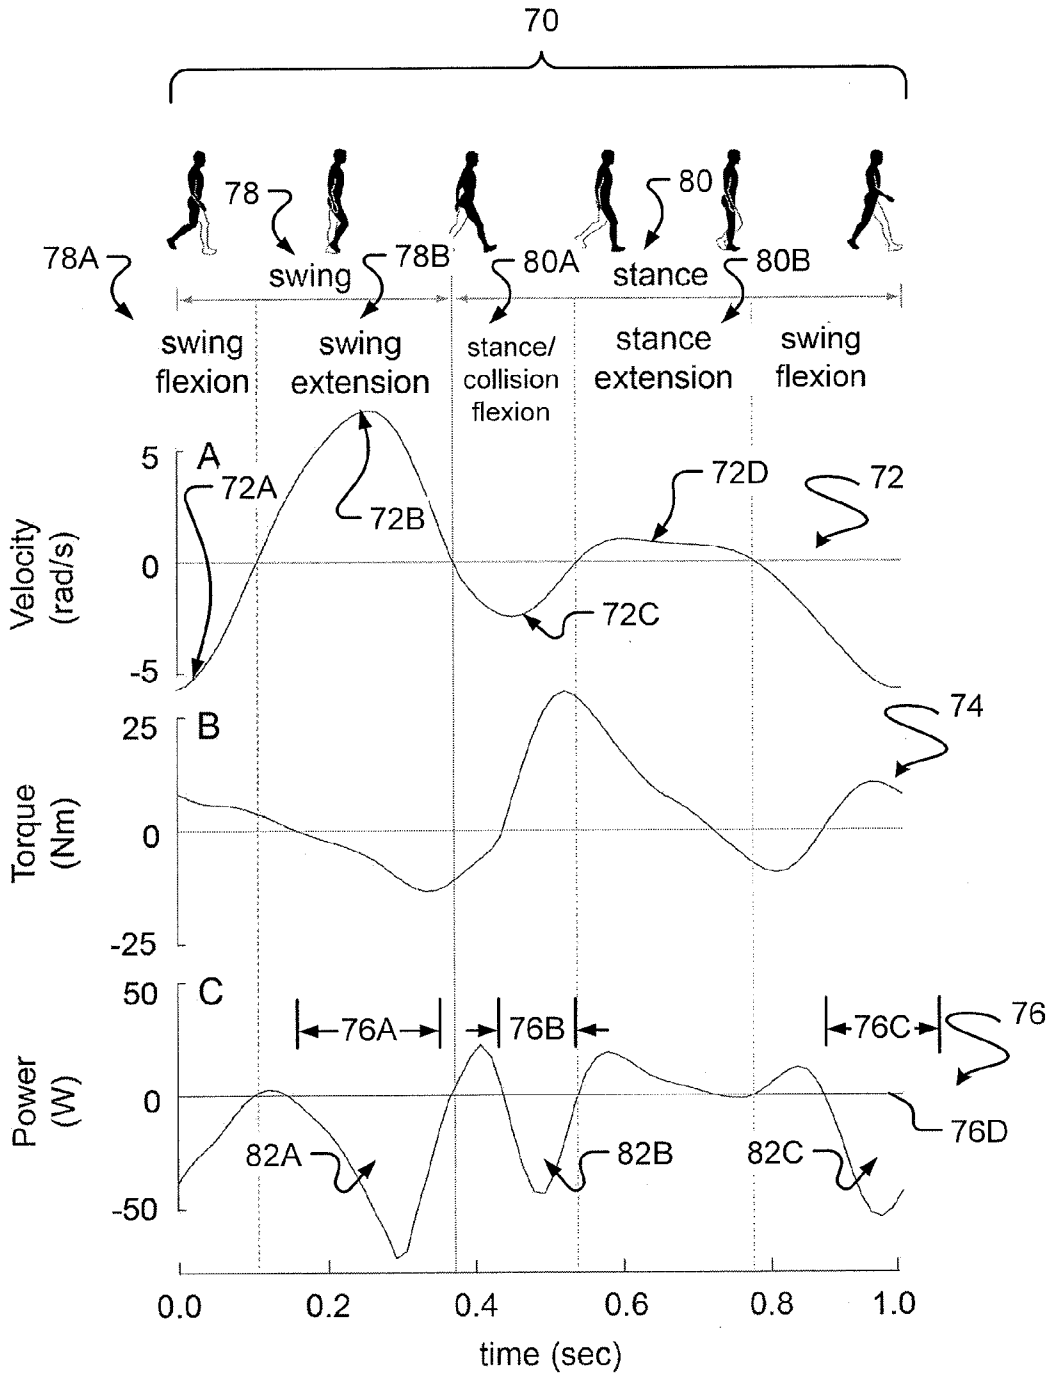 70
78
80
78A
swing
78B
80A
stance
80B
swing
flexion
swing
extension
stance/
collision
flexion
stance
extension
swing
flexion
A
5
0
-5
Velocity
(rad/s)
72A
72B
72C
72D
72
B
25
0
-25
Torque
(Nm)
74
C
50
0
-50
Power
(W)
76A
76B
76C
76
76D
82A
82B
82C
0.0 0.2 0.4 0.6 0.8 1.0
time (sec)